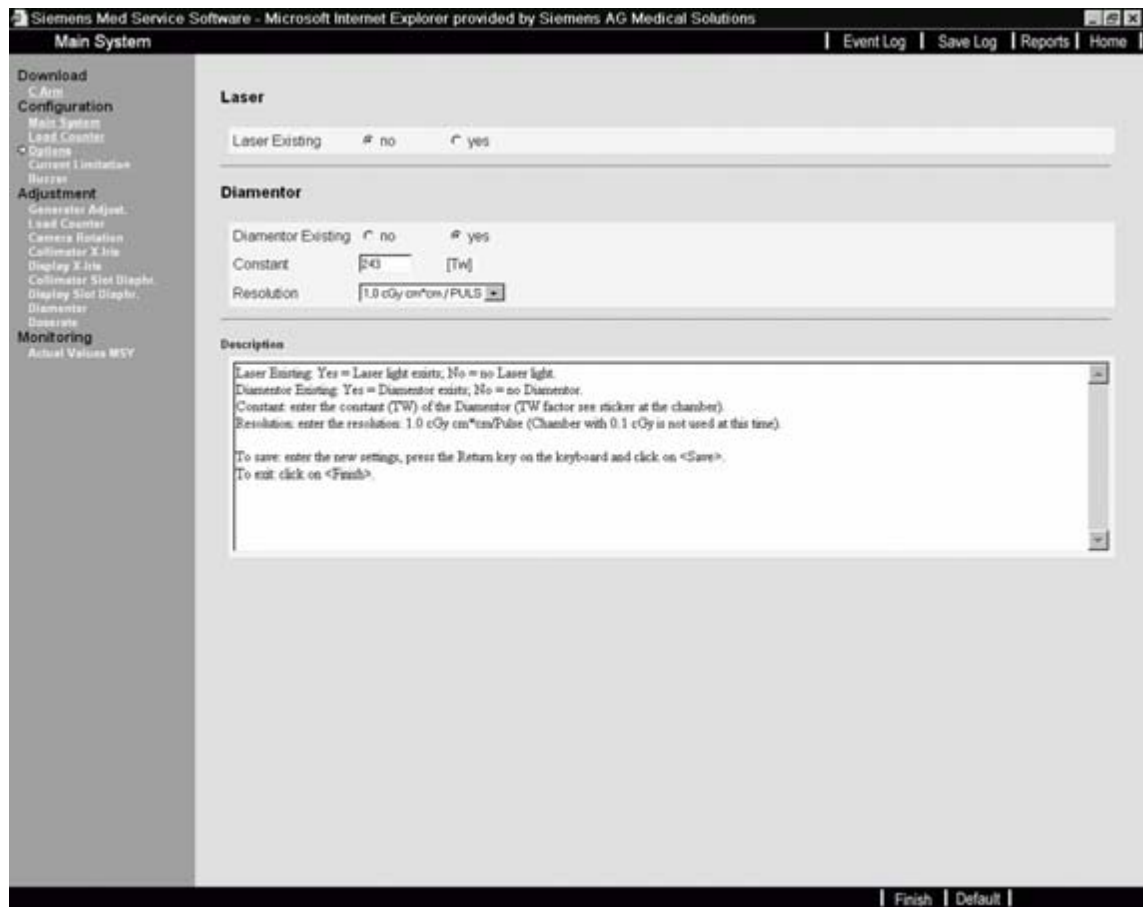 Siemens Med Service Software - Microsoft Internet Explorer provided by Siemens AG Medical Solutions
Main System
Event Log | Save Log | Reports | Home
Download
C Arm
Configuration
Main System
Load Counter
Options
Current Limitation
Buzzer
Adjustment
Generator Adjust.
Load Counter
Camera Rotation
Collimator X Iris
Display X-Iris
Collimator Slot Diaphr.
Display Slot Diaphr.
Diamentor
Doserate
Monitoring
Actual Values MSY
Laser
Laser Existing no yes
Diamentor
Diamentor Existing no yes
Constant 243 [Tw]
Resolution 1.0 cGy cm*cm / PULS
Description
Laser Existing: Yes = Laser light exists; No = no Laser light.
Diamentor Existing: Yes = Diamentor exists; No = no Diamentor.
Constant: enter the constant (TW) of the Diamentor (TW factor see sticker at the chamber).
Resolution: enter the resolution: 1.0 cGy cm*cm/Pulse (Chamber with 0.1 cGy is not used at this time).
To save: enter the new settings, press the Return key on the keyboard and click on <Save>.
To exit: click on <Finish>.
Finish | Default